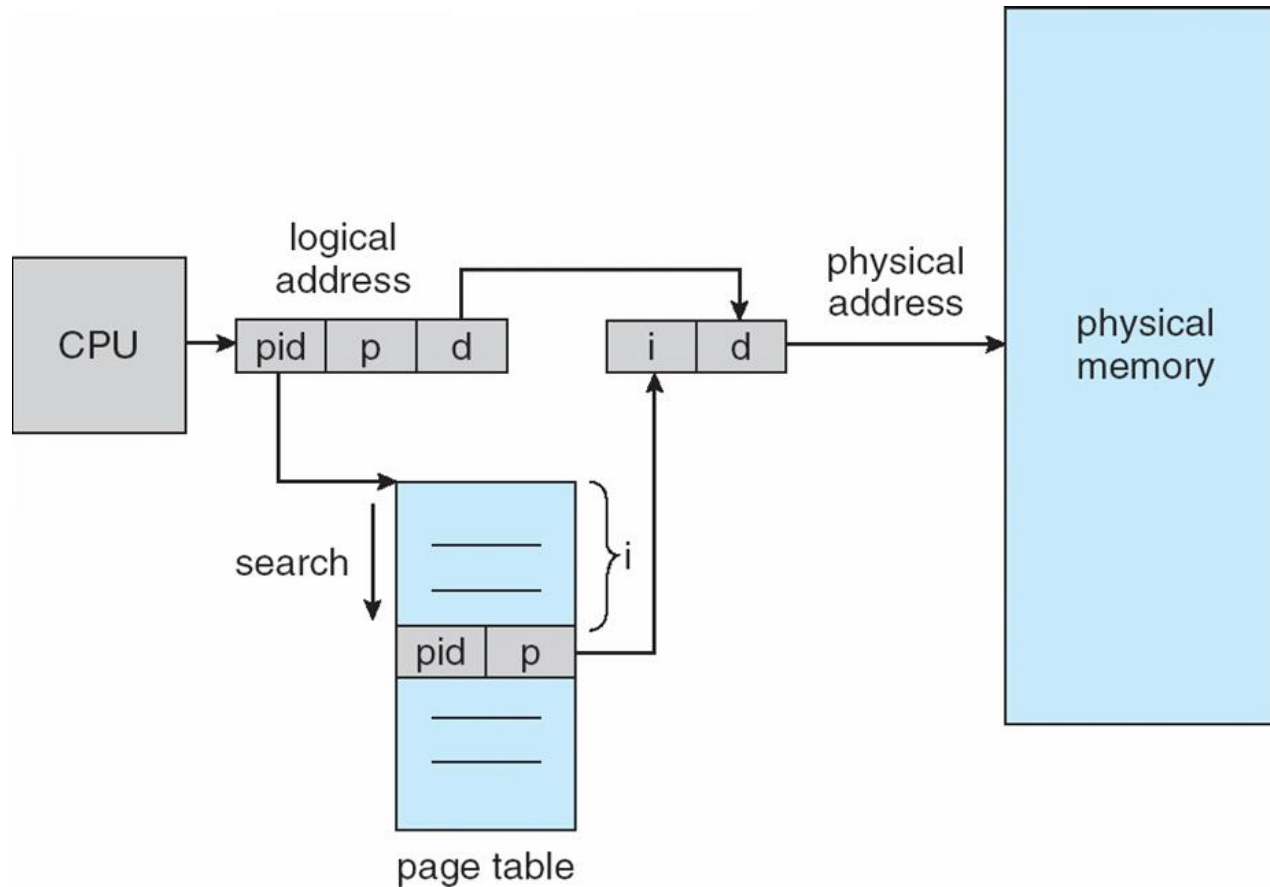 logical
address
physical
address
CPU
pid
p
d
i
d
physical
memory
search
i
pid
p
page table